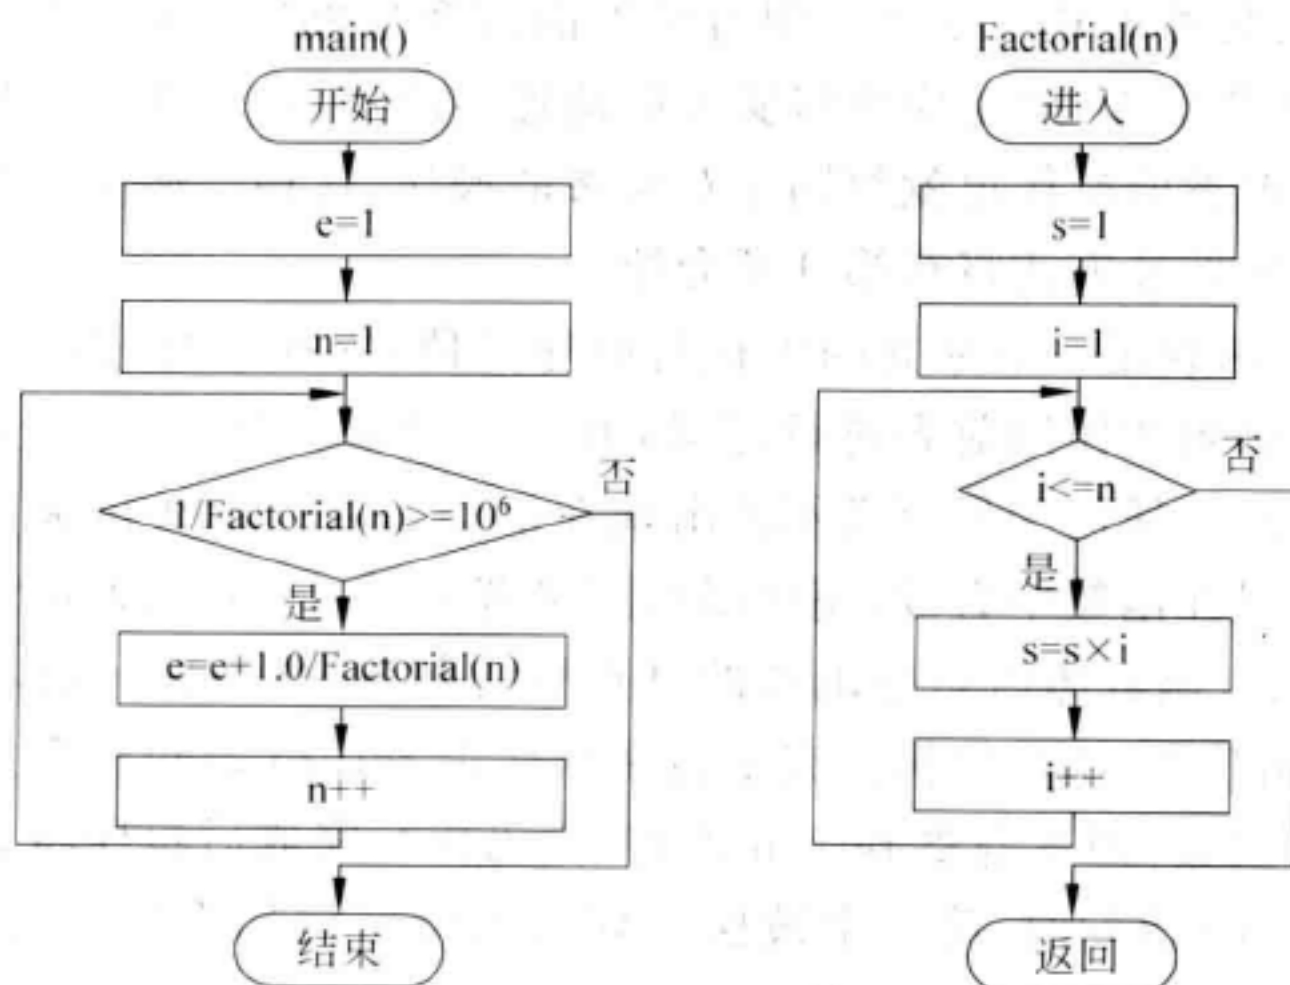 main()
开始
e=1
n=1
1/Factorial(n)>=10⁶
否
是
e=e+1.0/Factorial(n)
n++
结束
Factorial(n)
进入
s=1
i=1
i<=n
否
是
s=s×i
i++
返回